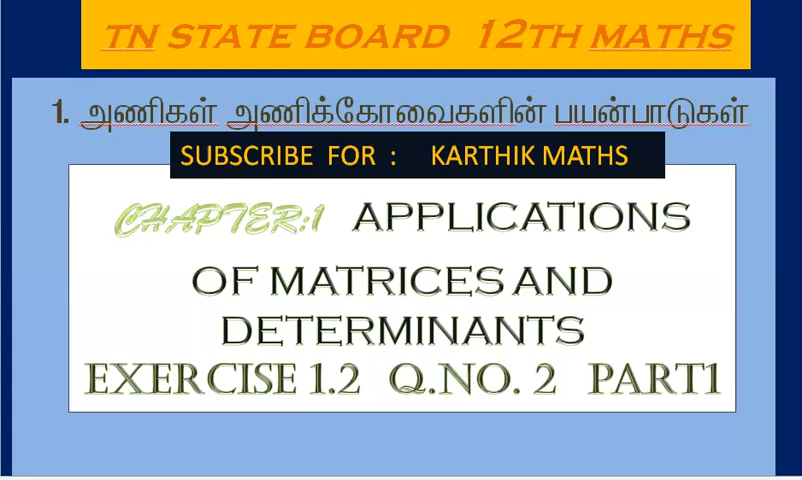 TN STATE BOARD 12TH MATHS
1. அணிகள் அணிக்கோவைகளின் பயன்பாடுகள்
SUBSCRIBE FOR : KARTHIK MATHS
CHAPTER:1 APPLICATIONS
OF MATRICES AND
DETERMINANTS
EXERCISE 1.2 Q.NO. 2 PART1